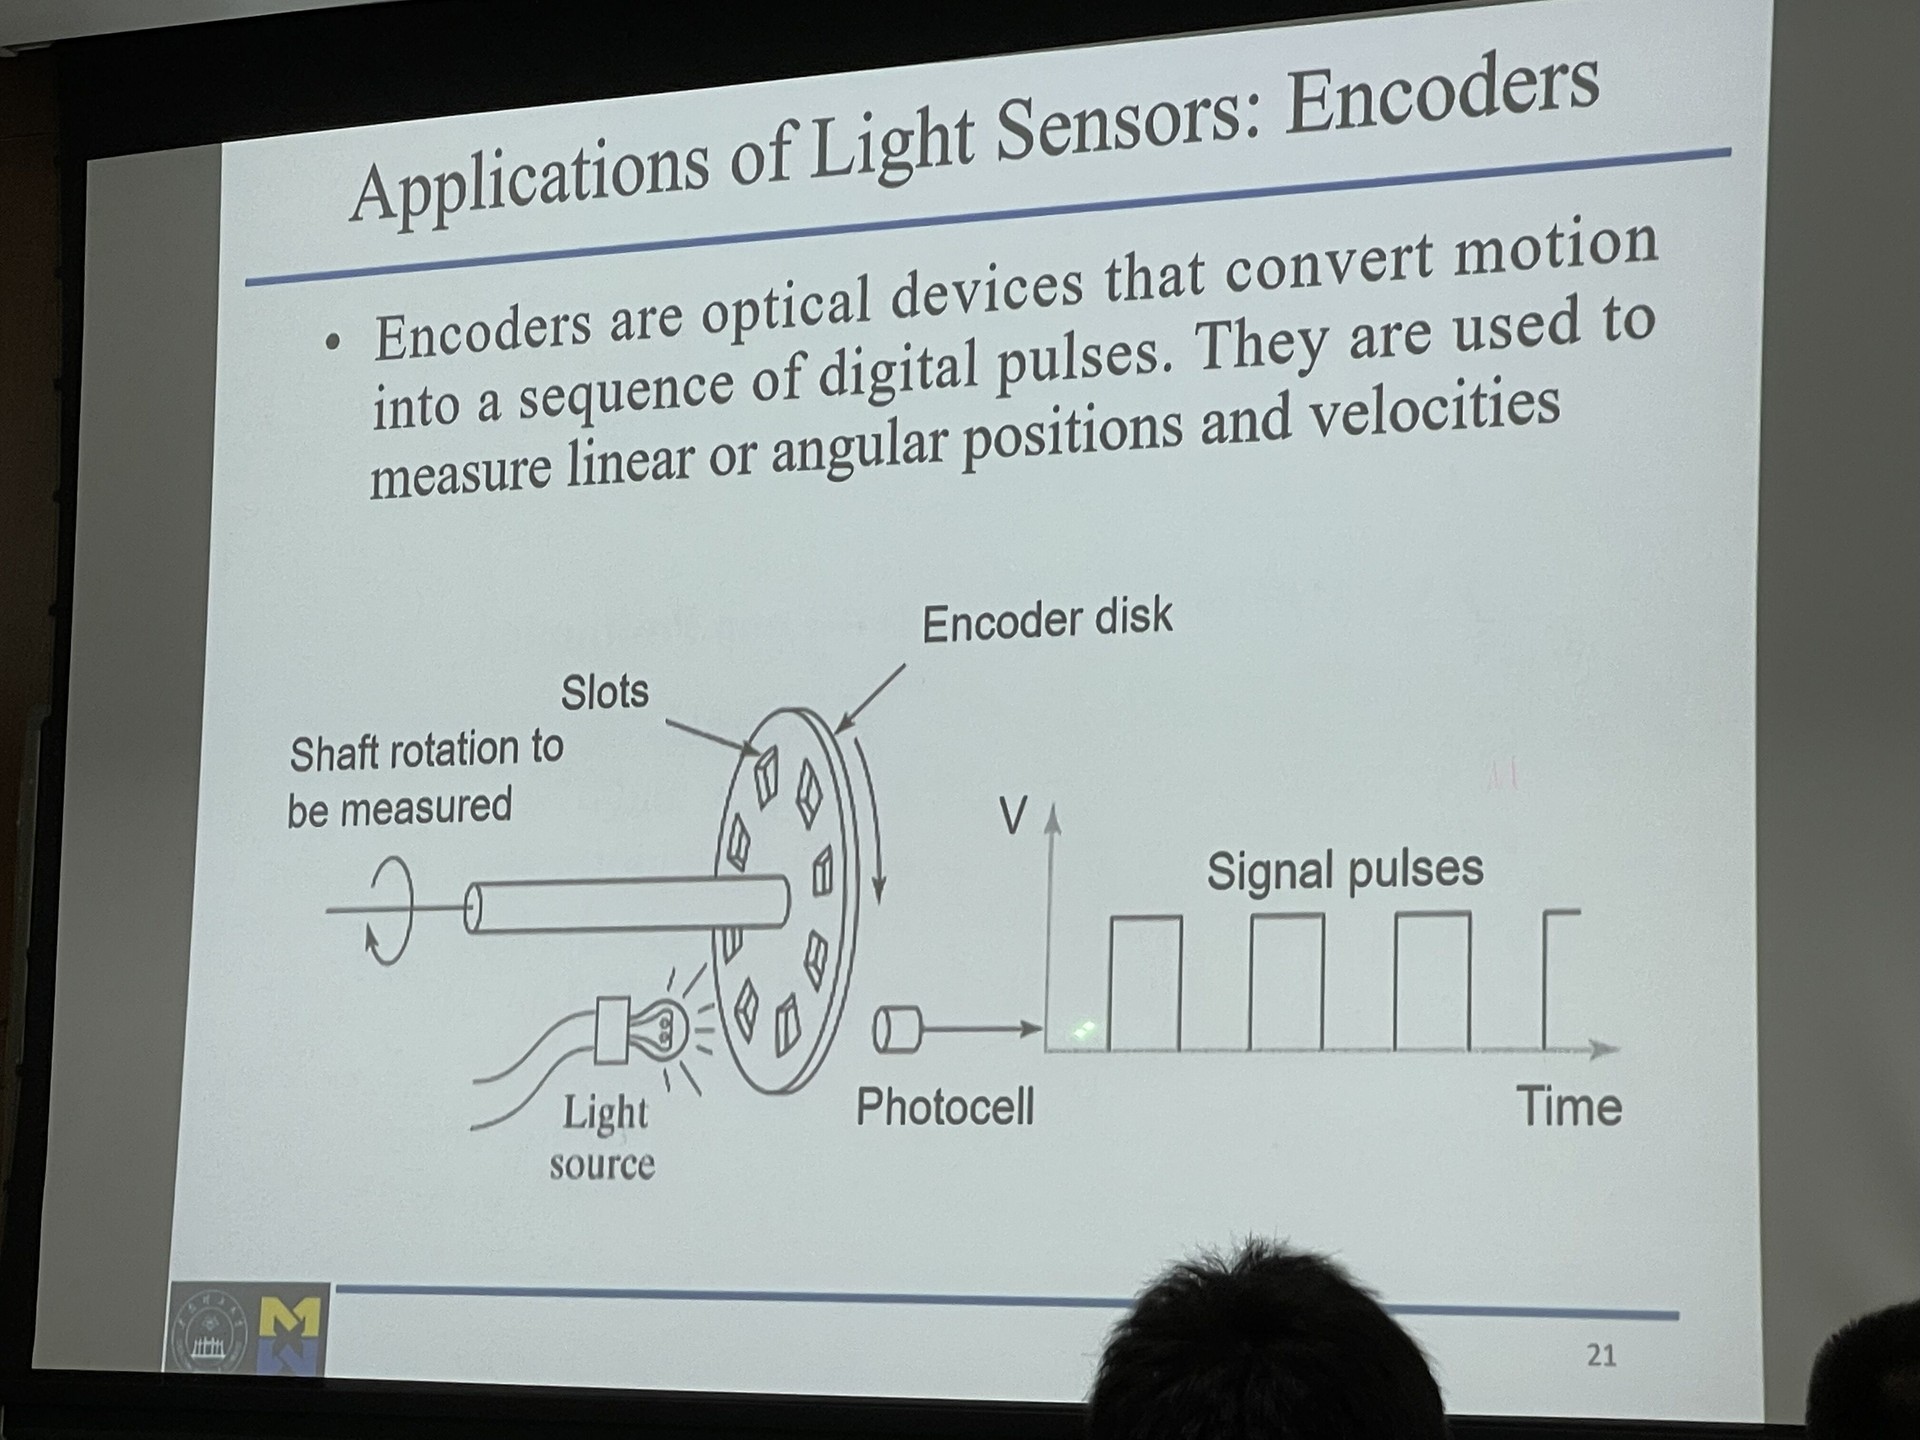 Applications of Light Sensors: Encoders
• Encoders are optical devices that convert motion
into a sequence of digital pulses. They are used to
measure linear or angular positions and velocities
Encoder disk
Slots
Shaft rotation to
be measured
V
Signal pulses
Light
source
Photocell
Time
M
21